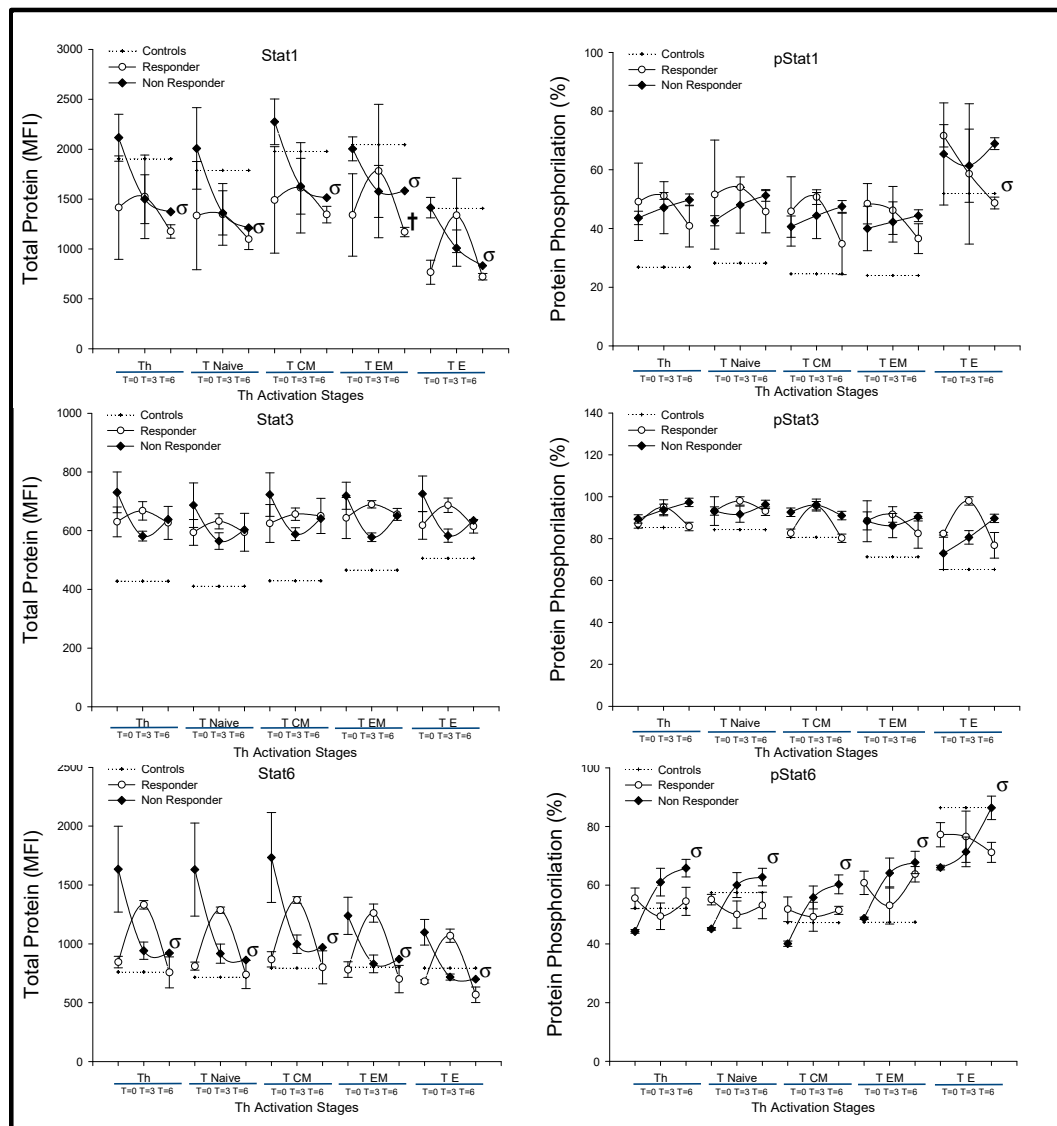 Stat1
Controls
Responder
Non Responder
Total Protein (MFI)
3000
2500
2000
1500
1000
500
0
σ
σ
σ
σ
†
σ
Th T Naive T CM T EM T E
T=0 T=3 T=6 T=0 T=3 T=6 T=0 T=3 T=6 T=0 T=3 T=6 T=0 T=3 T=6
Th Activation Stages
pStat1
Controls
Responder
Non Responder
Protein Phosphorilation (%)
100
80
60
40
20
0
σ
Th T Naive T CM T EM T E
T=0 T=3 T=6 T=0 T=3 T=6 T=0 T=3 T=6 T=0 T=3 T=6 T=0 T=3 T=6
Th Activation Stages
Stat3
Controls
Responder
Non Responder
Total Protein (MFI)
1000
800
600
400
200
0
Th T Naive T CM T EM T E
T=0 T=3 T=6 T=0 T=3 T=6 T=0 T=3 T=6 T=0 T=3 T=6 T=0 T=3 T=6
Th Activation Stages
pStat3
Controls
Responder
Non Responder
Protein Phosphorilation (%)
140
120
100
80
60
40
20
0
Th T Naive T CM T EM T E
T=0 T=3 T=6 T=0 T=3 T=6 T=0 T=3 T=6 T=0 T=3 T=6 T=0 T=3 T=6
Th Activation Stages
Stat6
Controls
Responder
Non Responder
Total Protein (MFI)
2500
2000
1500
1000
500
0
σ
σ
σ
σ
σ
Th T Naive T CM T EM T E
T=0 T=3 T=6 T=0 T=3 T=6 T=0 T=3 T=6 T=0 T=3 T=6 T=0 T=3 T=6
Th Activation Stages
pStat6
Controls
Responder
Non Responder
Protein Phosphorilation (%)
100
80
60
40
20
0
σ
σ
σ
σ
σ
Th T Naive T CM T EM T E
T=0 T=3 T=6 T=0 T=3 T=6 T=0 T=3 T=6 T=0 T=3 T=6 T=0 T=3 T=6
Th Activation Stages